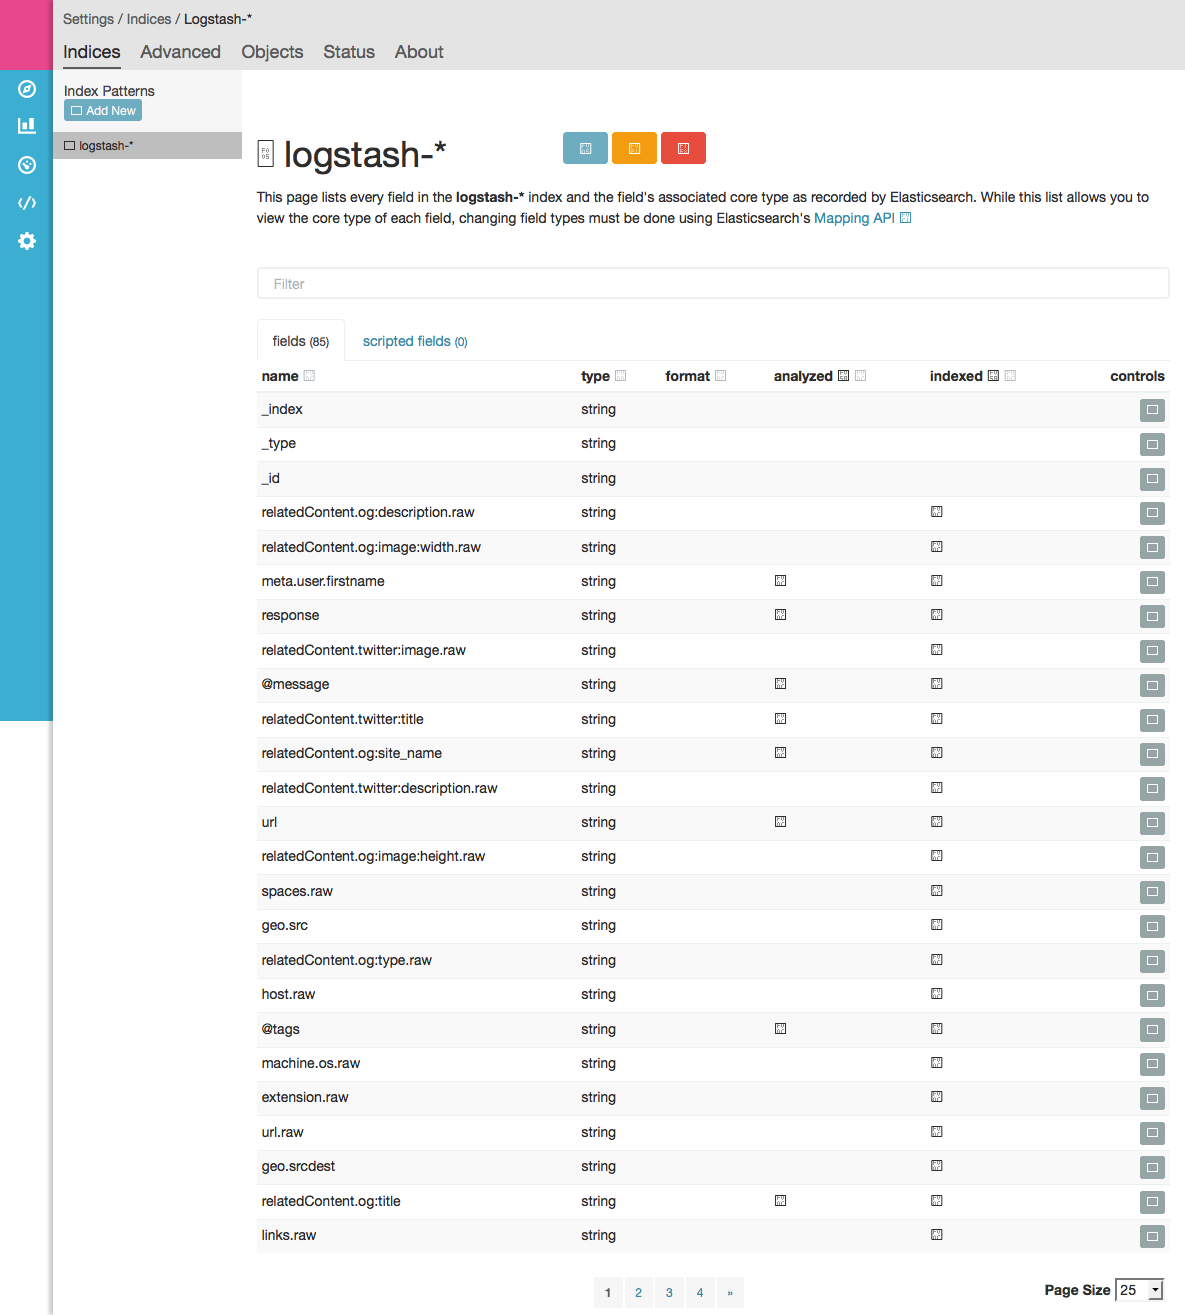 Settings / Indices / Logstash-*
Indices Advanced Objects Status About
Index Patterns
Add New
logstash-*
logstash-*
This page lists every field in the logstash-* index and the field's associated core type as recorded by Elasticsearch. While this list allows you to
view the core type of each field, changing field types must be done using Elasticsearch's Mapping API
Filter
fields (85) scripted fields (0)
name type format analyzed indexed controls
_index string
_type string
_id string
relatedContent.og:description.raw string
relatedContent.og:image:width.raw string
meta.user.firstname string
response string
relatedContent.twitter:image.raw string
@message string
relatedContent.twitter:title string
relatedContent.og:site_name string
relatedContent.twitter:description.raw string
url string
relatedContent.og:image:height.raw string
spaces.raw string
geo.src string
relatedContent.og:type.raw string
host.raw string
@tags string
machine.os.raw string
extension.raw string
url.raw string
geo.srcdest string
relatedContent.og:title string
links.raw string
1 2 3 4 » Page Size 25